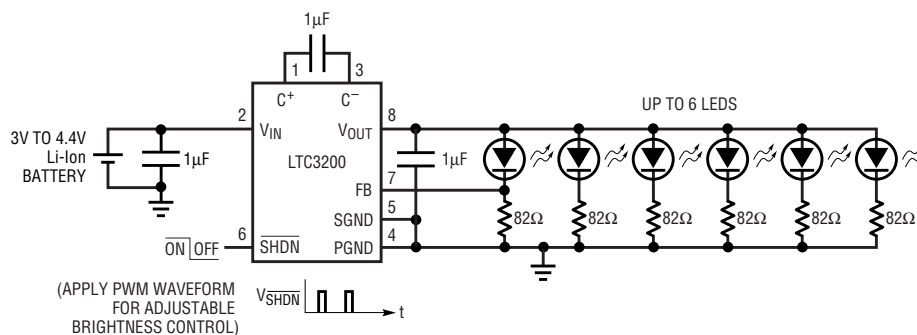 1μF
1
3
C+
C−
2
8
UP TO 6 LEDS
3V TO 4.4V
Li-Ion
BATTERY
1μF
VIN
VOUT
LTC3200
1μF
FB
7
82Ω
82Ω
82Ω
82Ω
82Ω
82Ω
SGND
5
ON OFF
6
SHDN
PGND
4
(APPLY PWM WAVEFORM
FOR ADJUSTABLE
BRIGHTNESS CONTROL)
VSHDN
t